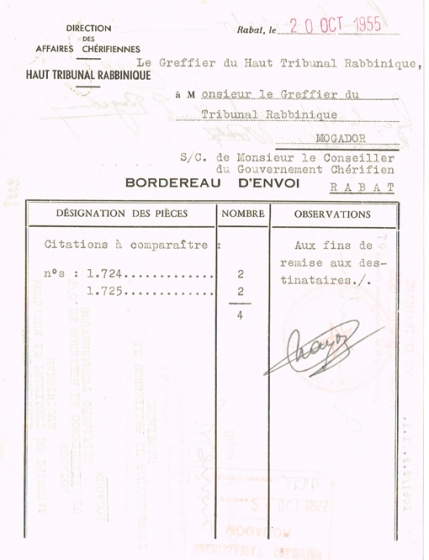 DIRECTION
DES
AFFAIRES CHÉRIFIENNES
HAUT TRIBUNAL RABBINIQUE
Rabat, le 20 OCT 1955
Le Greffier du Haut Tribunal Rabbinique,
à Monsieur le Greffier du
Tribunal Rabbinique
MOGADOR
S/C. de Monsieur le Conseiller
du Gouvernement Chérifien
RABAT
BORDEREAU D'ENVOI
DÉSIGNATION DES PIÈCES NOMBRE OBSERVATIONS
Citations à comparaître : Aux fins de
remise aux des-
n°s : 1.724............ 2 tinataires./.
1.725............ 2
4